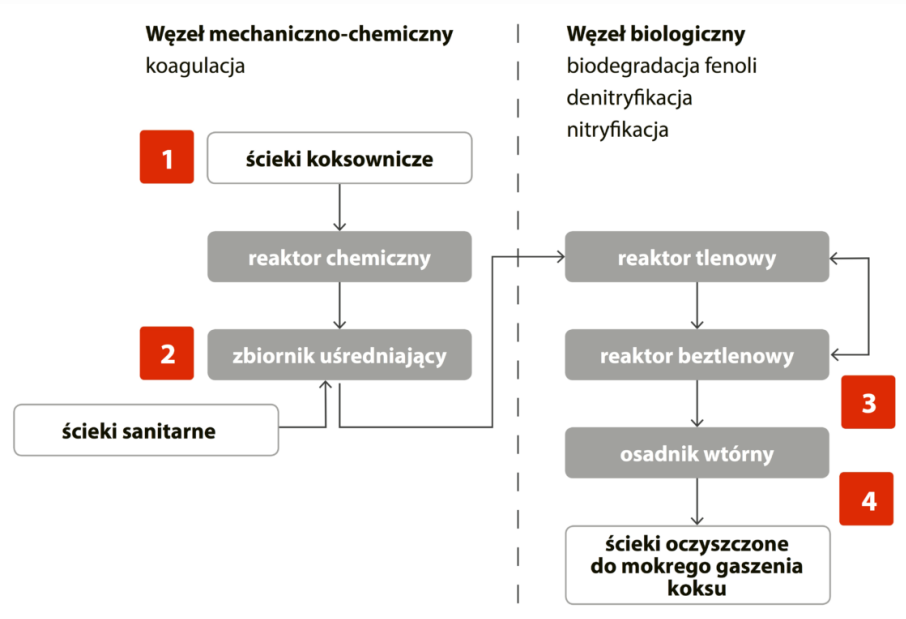 Węzeł mechaniczno-chemiczny
koagulacja
Węzeł biologiczny
biodegradacja fenoli
denitryfikacja
nitryfikacja
1
ścieki koksownicze
reaktor chemiczny
2
zbiornik uśredniający
ścieki sanitarne
reaktor tlenowy
reaktor beztlenowy
3
osadnik wtórny
4
ścieki oczyszczone
do mokrego gaszenia
koksu